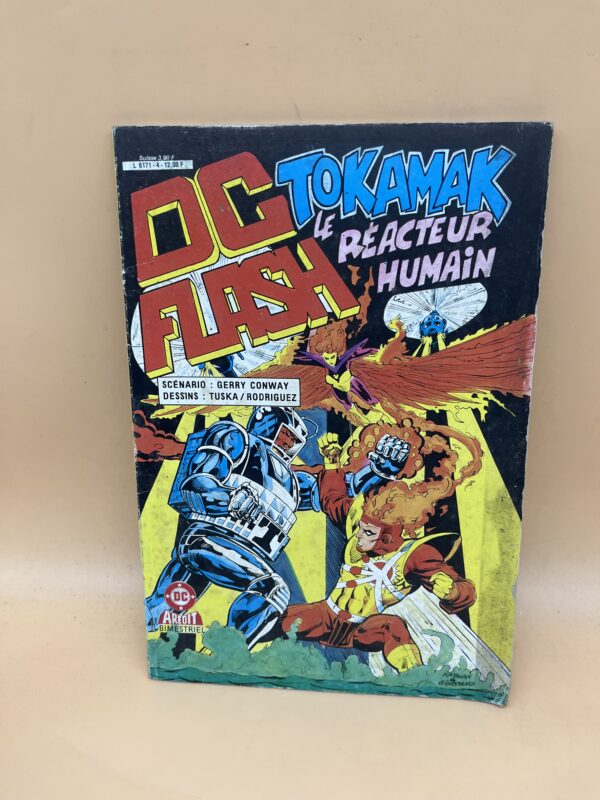 Suisse 3,90 F
L 6171 - 4 - 12,00 F
DC
FLASH
TOKAMAK
LE
RÉACTEUR
HUMAIN
SCÉNARIO : GERRY CONWAY
DESSINS : TUSKA / RODRIGUEZ
DC
ARÉDIT
BIMESTRIEL